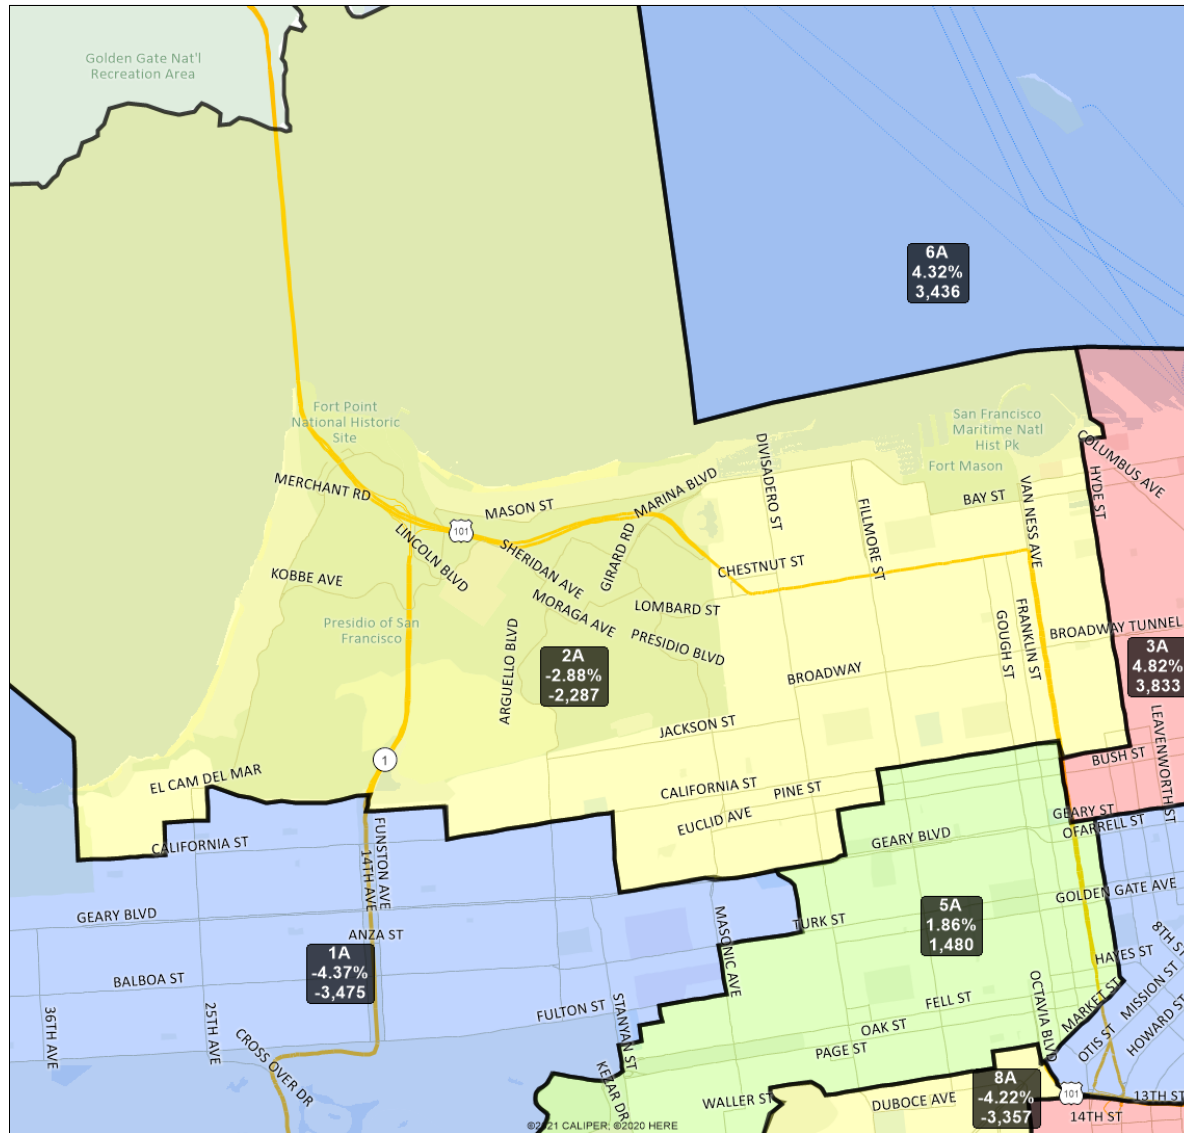 Golden Gate Nat'l
Recreation Area
6A
4.32%
3,436
Fort Point
National Historic
Site
San Francisco
Maritime Natl
Hist Pk
Fort Mason
COLUMBUS AVE
HYDE ST
DIVISADERO ST
MERCHANT RD
MASON ST
MARINA BLVD
BAY ST
VAN NESS AVE
FILLMORE ST
101
LINCOLN BLVD
SHERIDAN AVE
GIRARD RD
CHESTNUT ST
KOBBE AVE
MORAGA AVE
LOMBARD ST
Presidio of San
Francisco
PRESIDIO BLVD
ARGUELLO BLVD
GOUGH ST
FRANKLIN ST
BROADWAY TUNNEL
2A
-2.88%
-2,287
3A
4.82%
3,833
BROADWAY
JACKSON ST
LEAVENWORTH ST
1
BUSH ST
EL CAM DEL MAR
CALIFORNIA ST
PINE ST
EUCLID AVE
GEARY ST
OFARRELL ST
CALIFORNIA ST
GEARY BLVD
FUNSTON AVE
14TH AVE
GOLDEN GATE AVE
GEARY BLVD
TURK ST
5A
1.86%
1,480
MASONIC AVE
ANZA ST
8TH ST
1A
-4.37%
-3,475
HAYES ST
BALBOA ST
FULTON ST
STANYAN ST
FELL ST
OCTAVIA BLVD
MARKET ST
MISSION ST
HOWARD ST
OTIS ST
36TH AVE
25TH AVE
CROSS OVER DR
OAK ST
PAGE ST
KEZAR DR
WALLER ST
DUBOCE AVE
8A
-4.22%
-3,357
101
13TH ST
14TH ST
©2021 CALIPER; ©2020 HERE